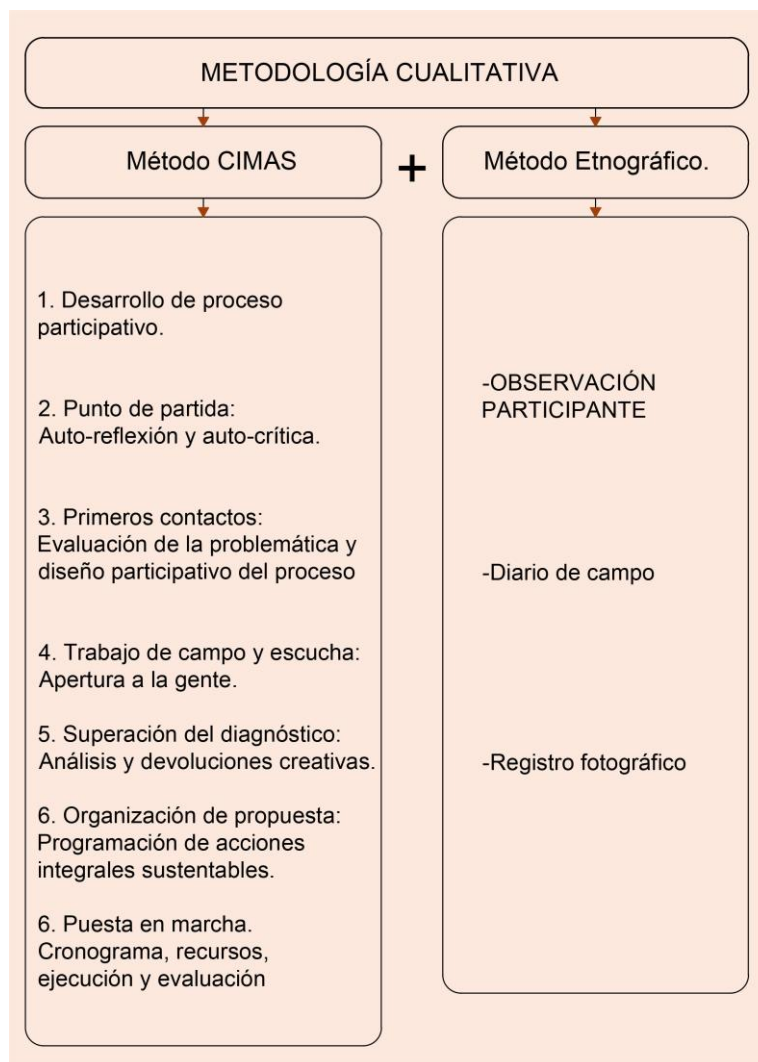 METODOLOGÍA CUALITATIVA
Método CIMAS
+
Método Etnográfico.
1. Desarrollo de proceso
participativo.
2. Punto de partida:
Auto-reflexión y auto-crítica.
3. Primeros contactos:
Evaluación de la problemática y
diseño participativo del proceso
4. Trabajo de campo y escucha:
Apertura a la gente.
5. Superación del diagnóstico:
Análisis y devoluciones creativas.
6. Organización de propuesta:
Programación de acciones
integrales sustentables.
6. Puesta en marcha.
Cronograma, recursos,
ejecución y evaluación
-OBSERVACIÓN
PARTICIPANTE
-Diario de campo
-Registro fotográfico